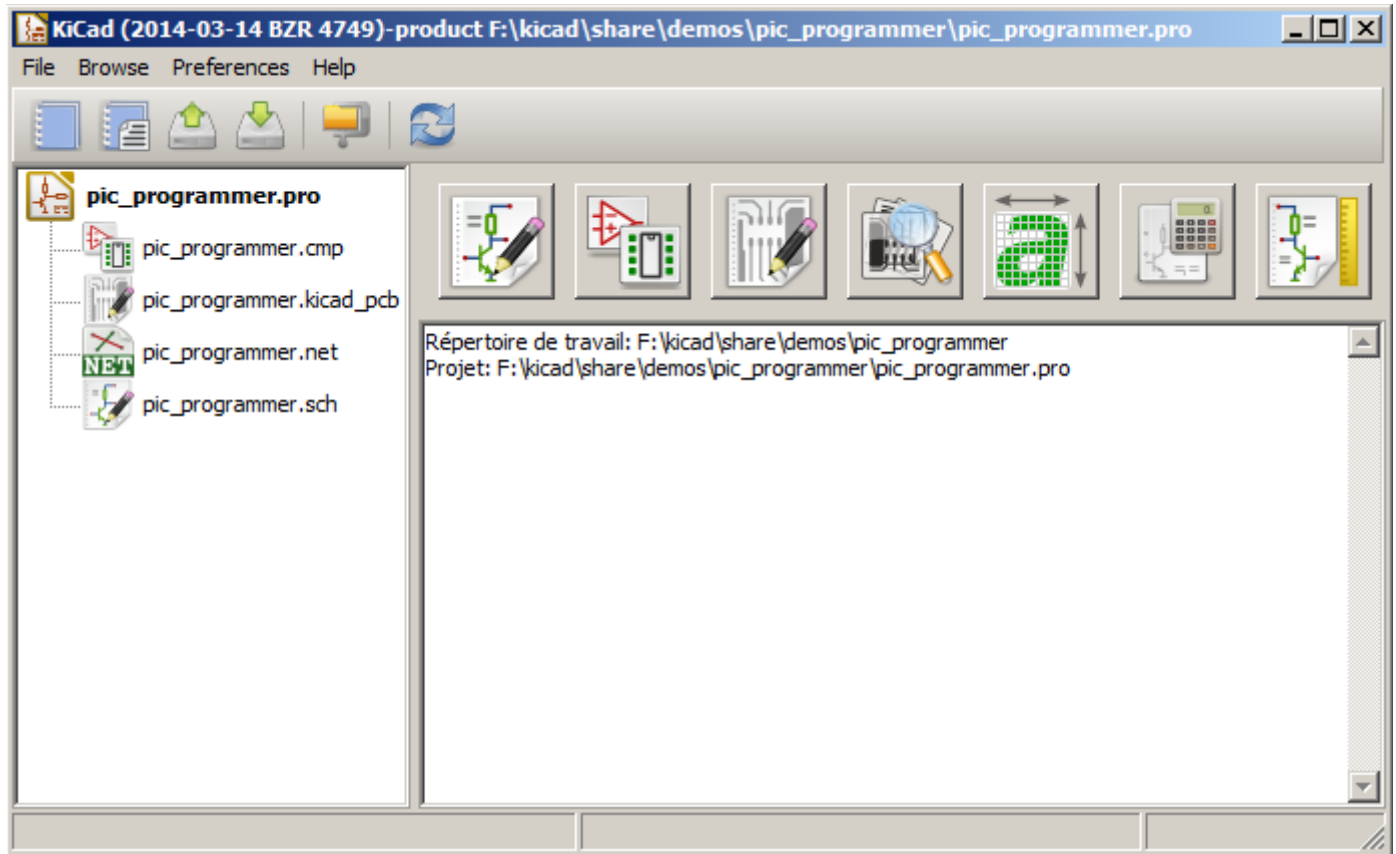 KiCad (2014-03-14 BZR 4749)-product F:\kicad\share\demos\pic_programmer\pic_programmer.pro
File Browse Preferences Help
pic_programmer.pro
pic_programmer.cmp
pic_programmer.kicad_pcb
NET
pic_programmer.net
pic_programmer.sch
a
0.
Répertoire de travail: F:\kicad\share\demos\pic_programmer
Projet: F:\kicad\share\demos\pic_programmer\pic_programmer.pro